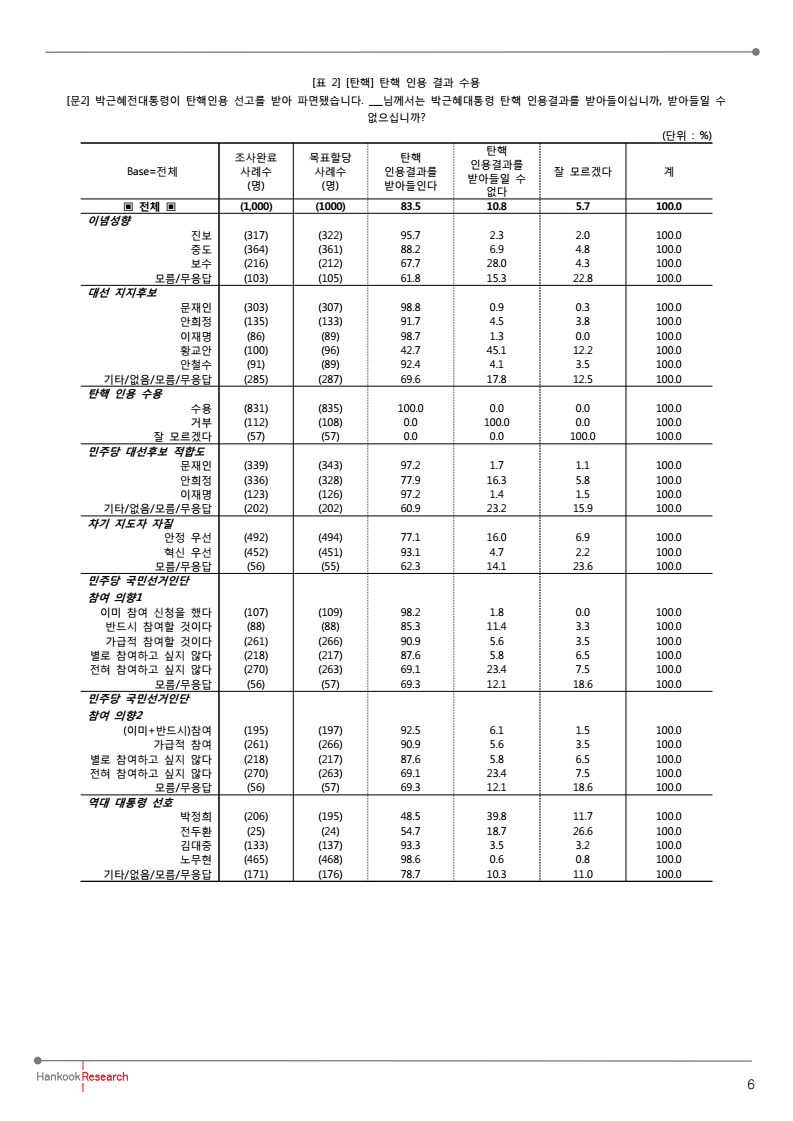 [표 2] [탄핵] 탄핵 인용 결과 수용
[문2] 박근혜전대통령이 탄핵인용 선고를 받아 파면됐습니다. ___님께서는 박근혜대통령 탄핵 인용결과를 받아들이십니까, 받아들일 수
없으십니까?
(단위 : %)
Base=전체 조사완료 사례수 (명) 목표할당 사례수 (명) 탄핵 인용결과를 받아들인다 탄핵 인용결과를 받아들일 수 없다 잘 모르겠다 계
▣ 전체 ▣ (1,000) (1000) 83.5 10.8 5.7 100.0
이념성향
진보 (317) (322) 95.7 2.3 2.0 100.0
중도 (364) (361) 88.2 6.9 4.8 100.0
보수 (216) (212) 67.7 28.0 4.3 100.0
모름/무응답 (103) (105) 61.8 15.3 22.8 100.0
대선 지지후보
문재인 (303) (307) 98.8 0.9 0.3 100.0
안희정 (135) (133) 91.7 4.5 3.8 100.0
이재명 (86) (89) 98.7 1.3 0.0 100.0
황교안 (100) (96) 42.7 45.1 12.2 100.0
안철수 (91) (89) 92.4 4.1 3.5 100.0
기타/없음/모름/무응답 (285) (287) 69.6 17.8 12.5 100.0
탄핵 인용 수용
수용 (831) (835) 100.0 0.0 0.0 100.0
거부 (112) (108) 0.0 100.0 0.0 100.0
잘 모르겠다 (57) (57) 0.0 0.0 100.0 100.0
민주당 대선후보 적합도
문재인 (339) (343) 97.2 1.7 1.1 100.0
안희정 (336) (328) 77.9 16.3 5.8 100.0
이재명 (123) (126) 97.2 1.4 1.5 100.0
기타/없음/모름/무응답 (202) (202) 60.9 23.2 15.9 100.0
차기 지도자 자질
안정 우선 (492) (494) 77.1 16.0 6.9 100.0
혁신 우선 (452) (451) 93.1 4.7 2.2 100.0
모름/무응답 (56) (55) 62.3 14.1 23.6 100.0
민주당 국민선거인단
참여 의향1
이미 참여 신청을 했다 (107) (109) 98.2 1.8 0.0 100.0
반드시 참여할 것이다 (88) (88) 85.3 11.4 3.3 100.0
가급적 참여할 것이다 (261) (266) 90.9 5.6 3.5 100.0
별로 참여하고 싶지 않다 (218) (217) 87.6 5.8 6.5 100.0
전혀 참여하고 싶지 않다 (270) (263) 69.1 23.4 7.5 100.0
모름/무응답 (56) (57) 69.3 12.1 18.6 100.0
민주당 국민선거인단
참여 의향2
(이미+반드시)참여 (195) (197) 92.5 6.1 1.5 100.0
가급적 참여 (261) (266) 90.9 5.6 3.5 100.0
별로 참여하고 싶지 않다 (218) (217) 87.6 5.8 6.5 100.0
전혀 참여하고 싶지 않다 (270) (263) 69.1 23.4 7.5 100.0
모름/무응답 (56) (57) 69.3 12.1 18.6 100.0
역대 대통령 선호
박정희 (206) (195) 48.5 39.8 11.7 100.0
전두환 (25) (24) 54.7 18.7 26.6 100.0
김대중 (133) (137) 93.3 3.5 3.2 100.0
노무현 (465) (468) 98.6 0.6 0.8 100.0
기타/없음/모름/무응답 (171) (176) 78.7 10.3 11.0 100.0
Hankook Research
6